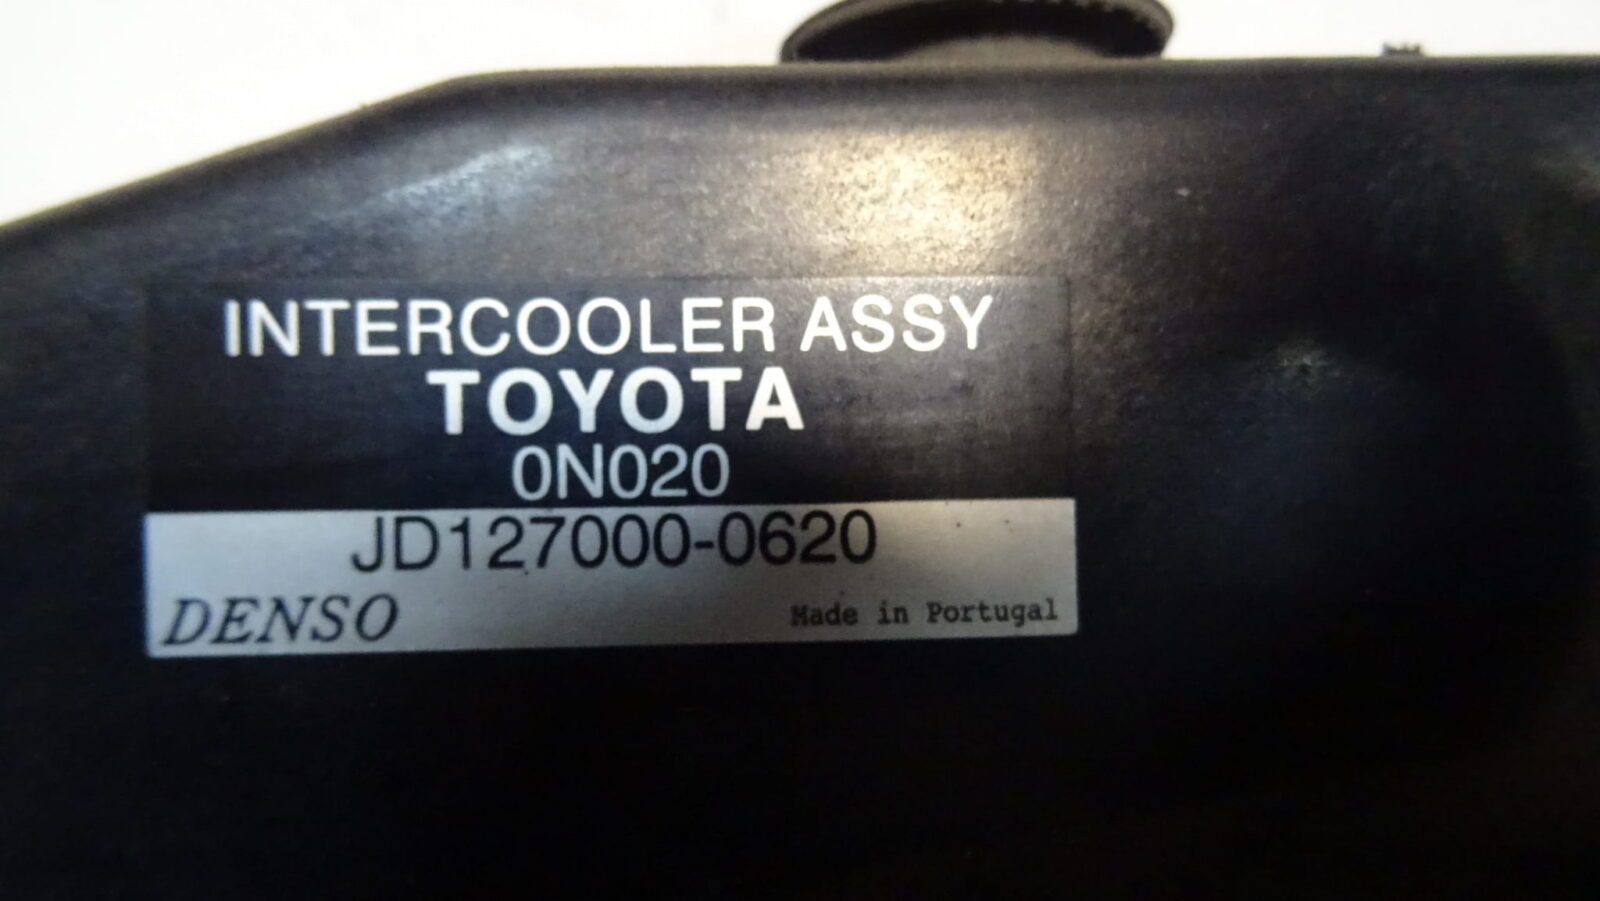 INTERCOOLER ASSY
TOYOTA
0N020
JD127000-0620
DENSO
Made in Portugal